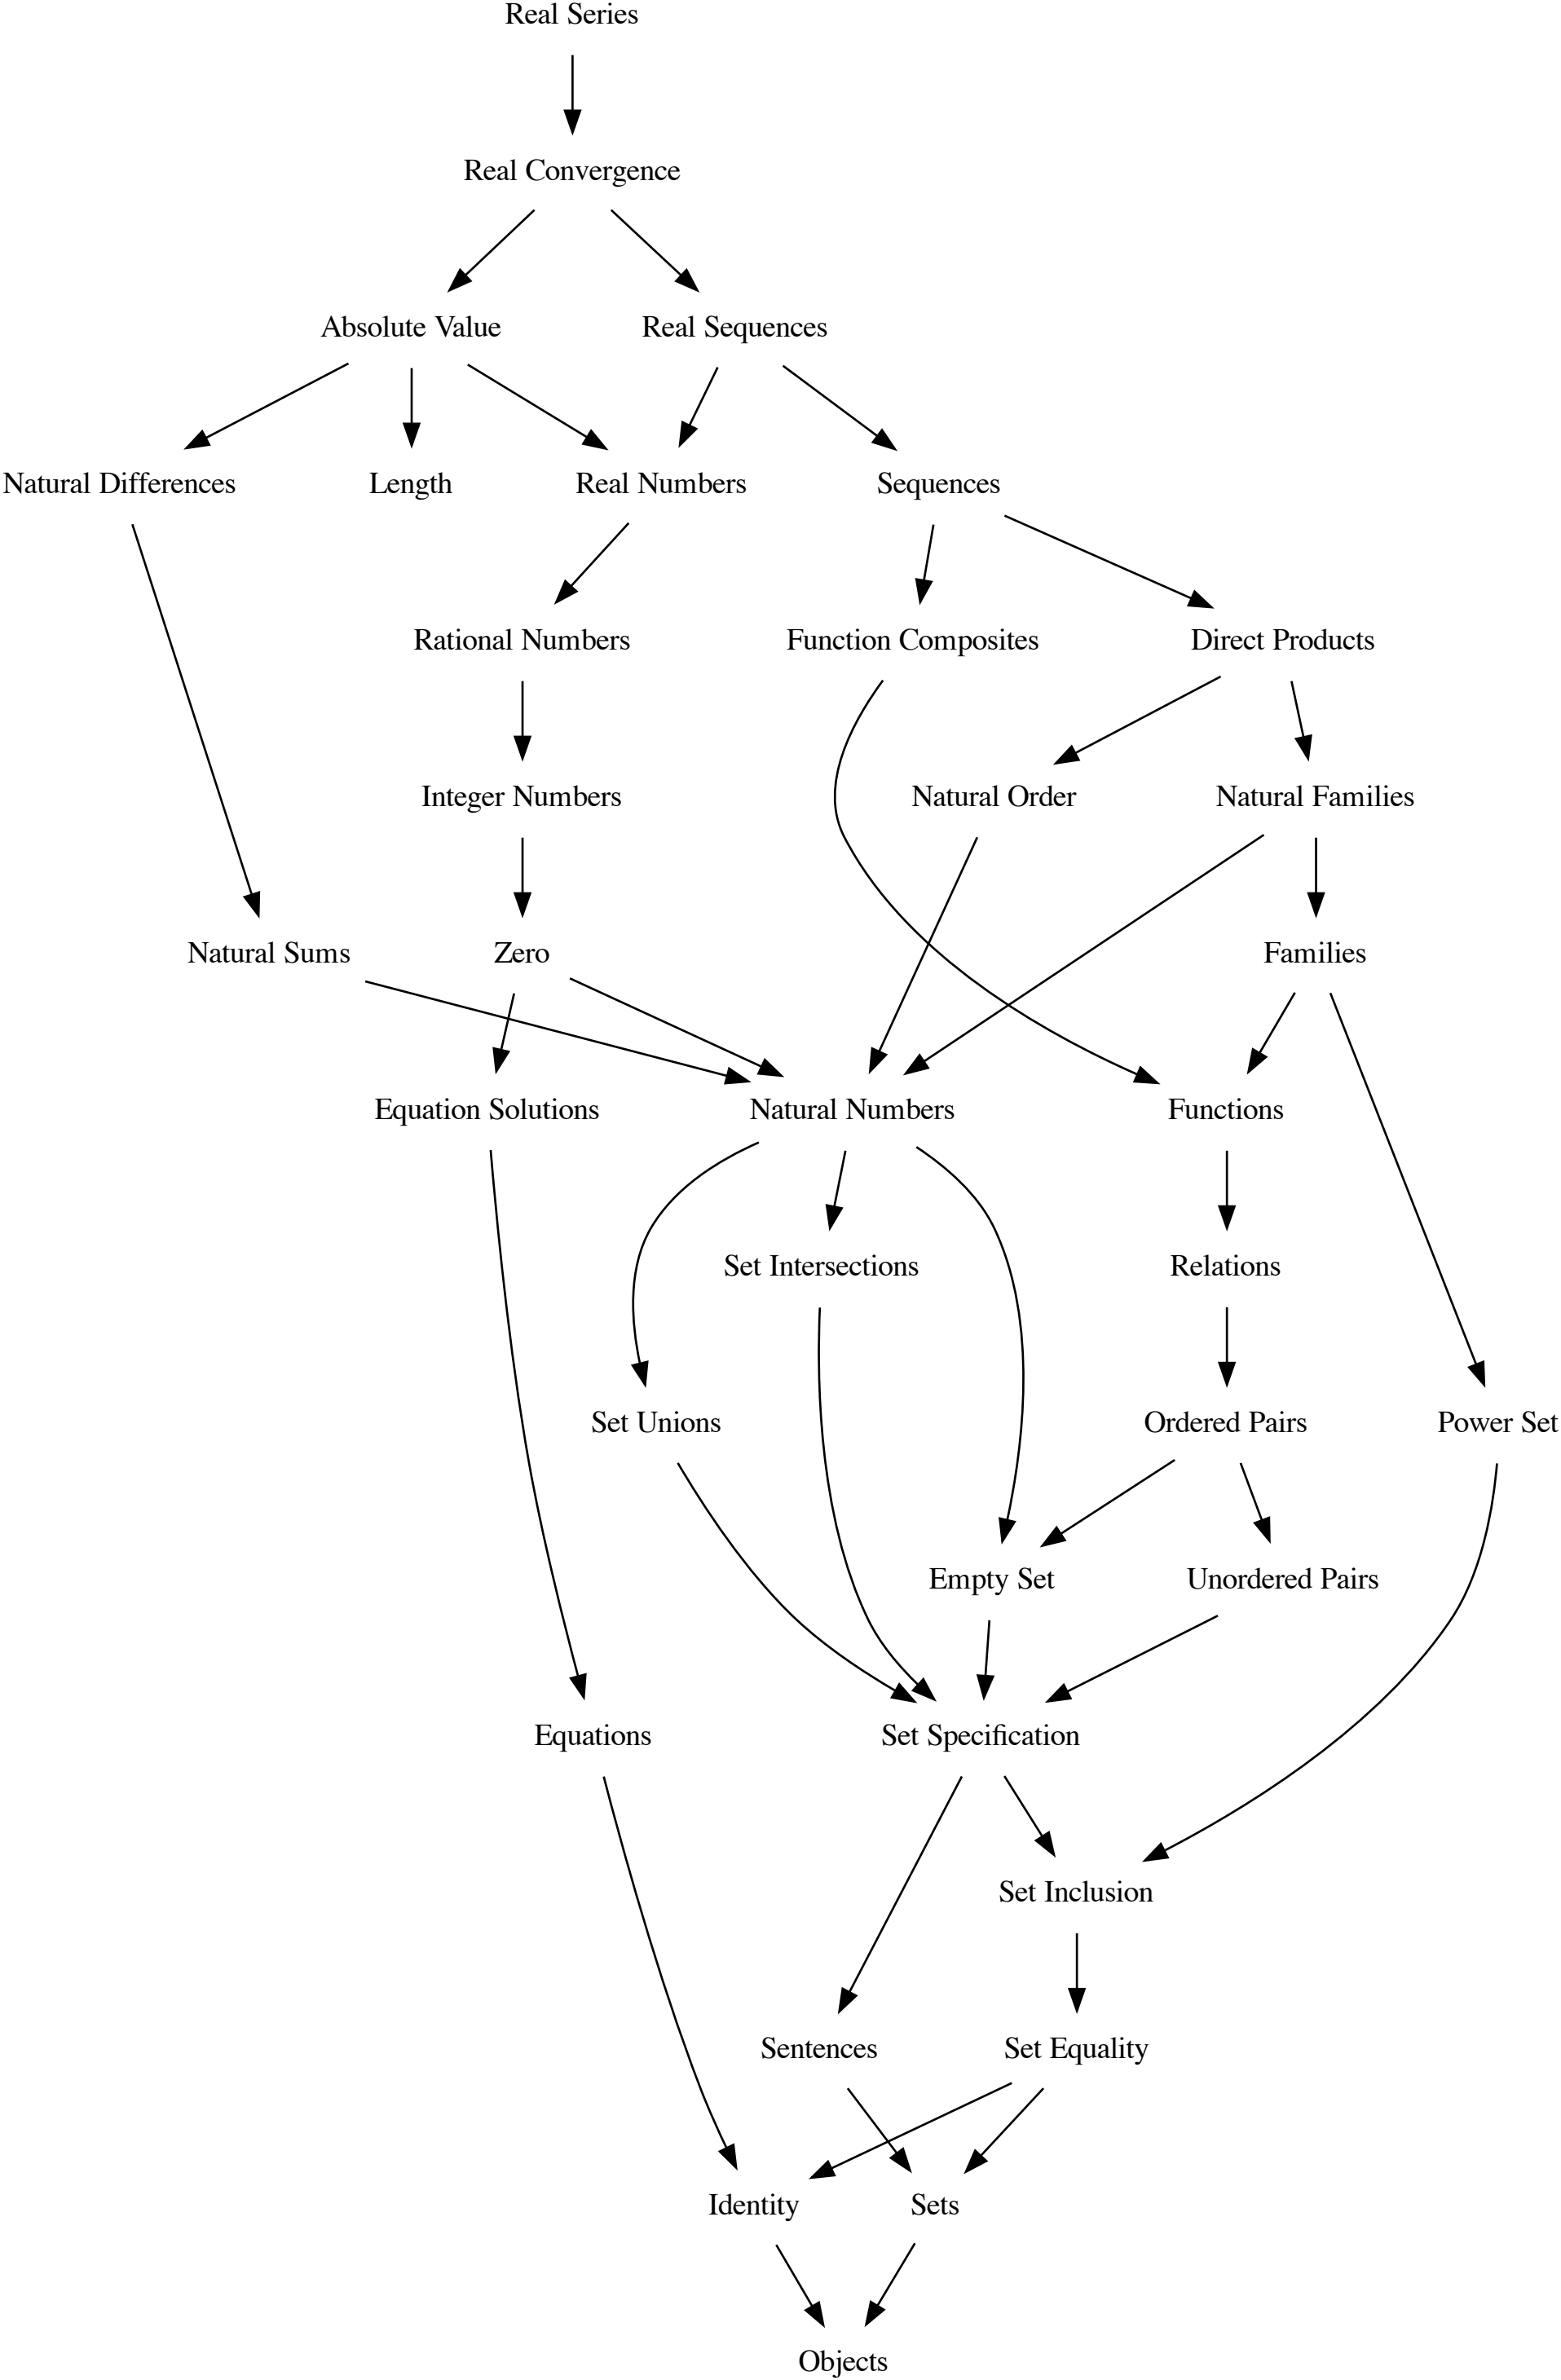 Real Series
Real Convergence
Absolute Value
Real Sequences
Natural Differences
Length
Real Numbers
Sequences
Rational Numbers
Function Composites
Direct Products
Integer Numbers
Natural Order
Natural Families
Natural Sums
Zero
Families
Equation Solutions
Natural Numbers
Functions
Set Intersections
Relations
Set Unions
Ordered Pairs
Power Set
Empty Set
Unordered Pairs
Equations
Set Specification
Set Inclusion
Sentences
Set Equality
Identity
Sets
Objects